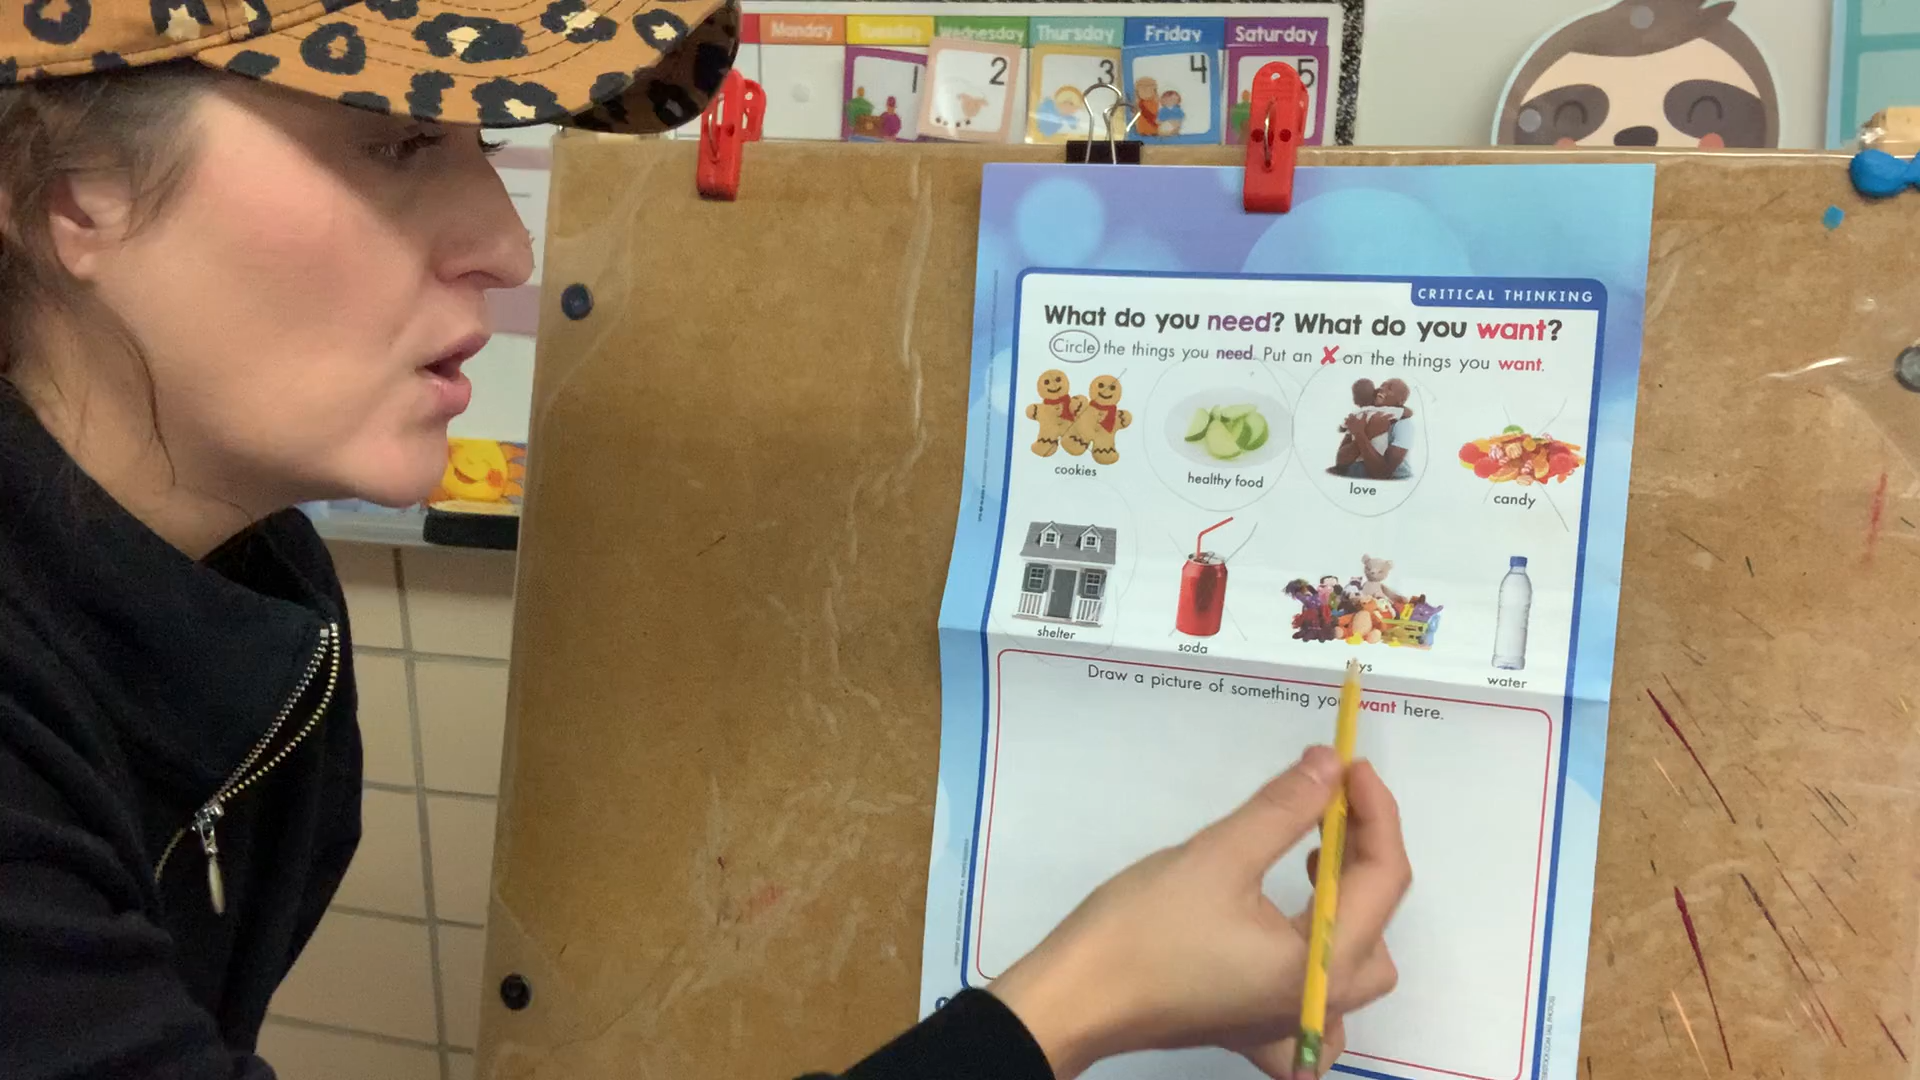 Monday Tuesday Wednesday Thursday Friday Saturday
1 2 3 4 5
CRITICAL THINKING
What do you need? What do you want?
Circle the things you need. Put an X on the things you want.
cookies healthy food love candy
shelter soda toys water
Draw a picture of something you want here.